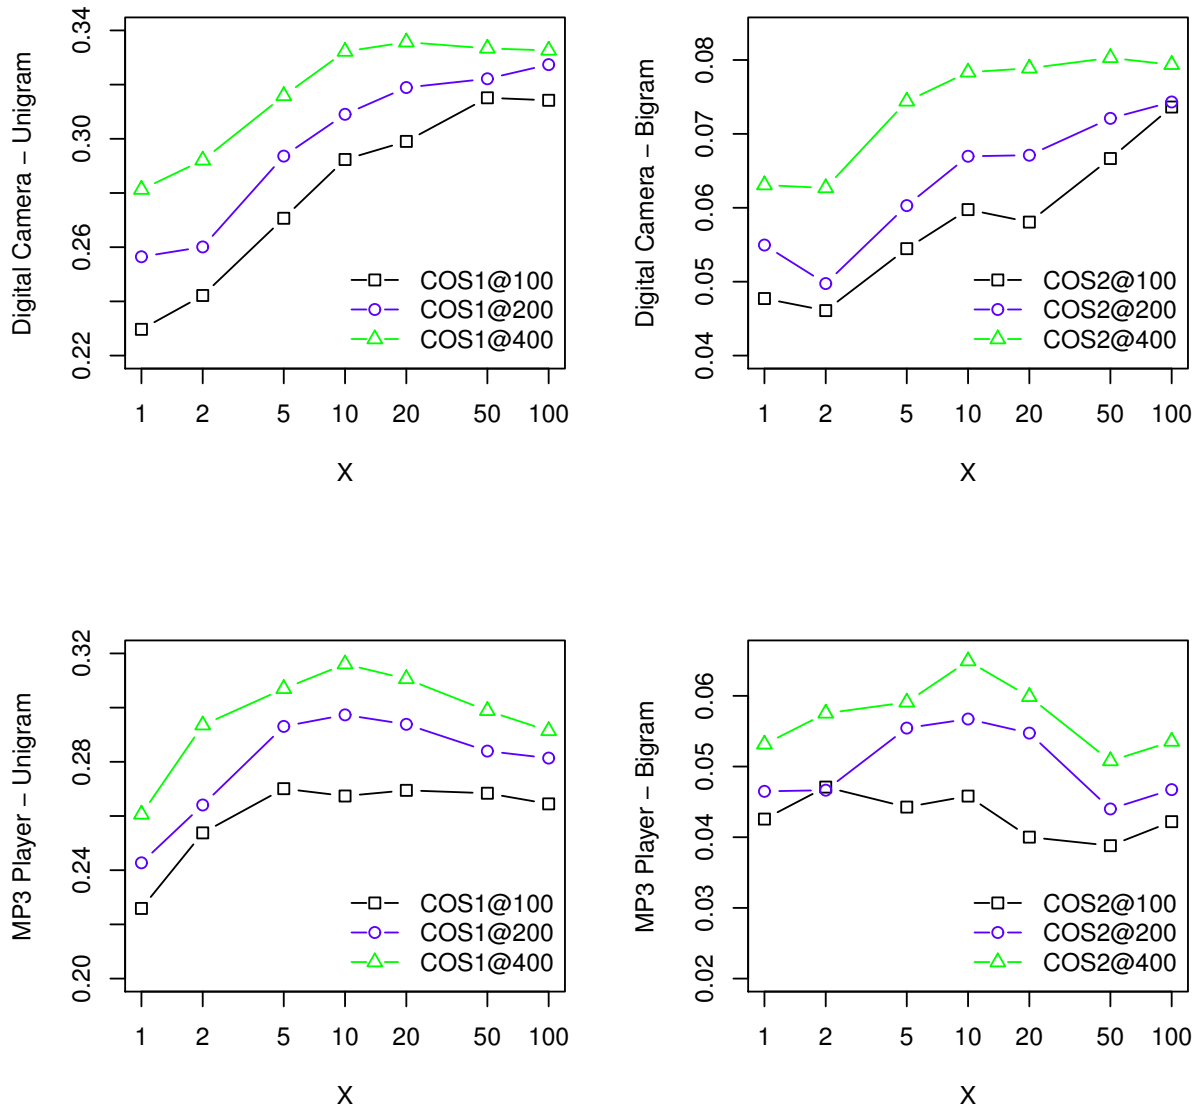 Digital Camera – Unigram
0.22
0.26
0.30
0.34
COS1@100
COS1@200
COS1@400
1 2 5 10 20 50 100
X
Digital Camera – Bigram
0.04
0.05
0.06
0.07
0.08
COS2@100
COS2@200
COS2@400
1 2 5 10 20 50 100
X
MP3 Player – Unigram
0.20
0.24
0.28
0.32
COS1@100
COS1@200
COS1@400
1 2 5 10 20 50 100
X
MP3 Player – Bigram
0.02
0.03
0.04
0.05
0.06
COS2@100
COS2@200
COS2@400
1 2 5 10 20 50 100
X